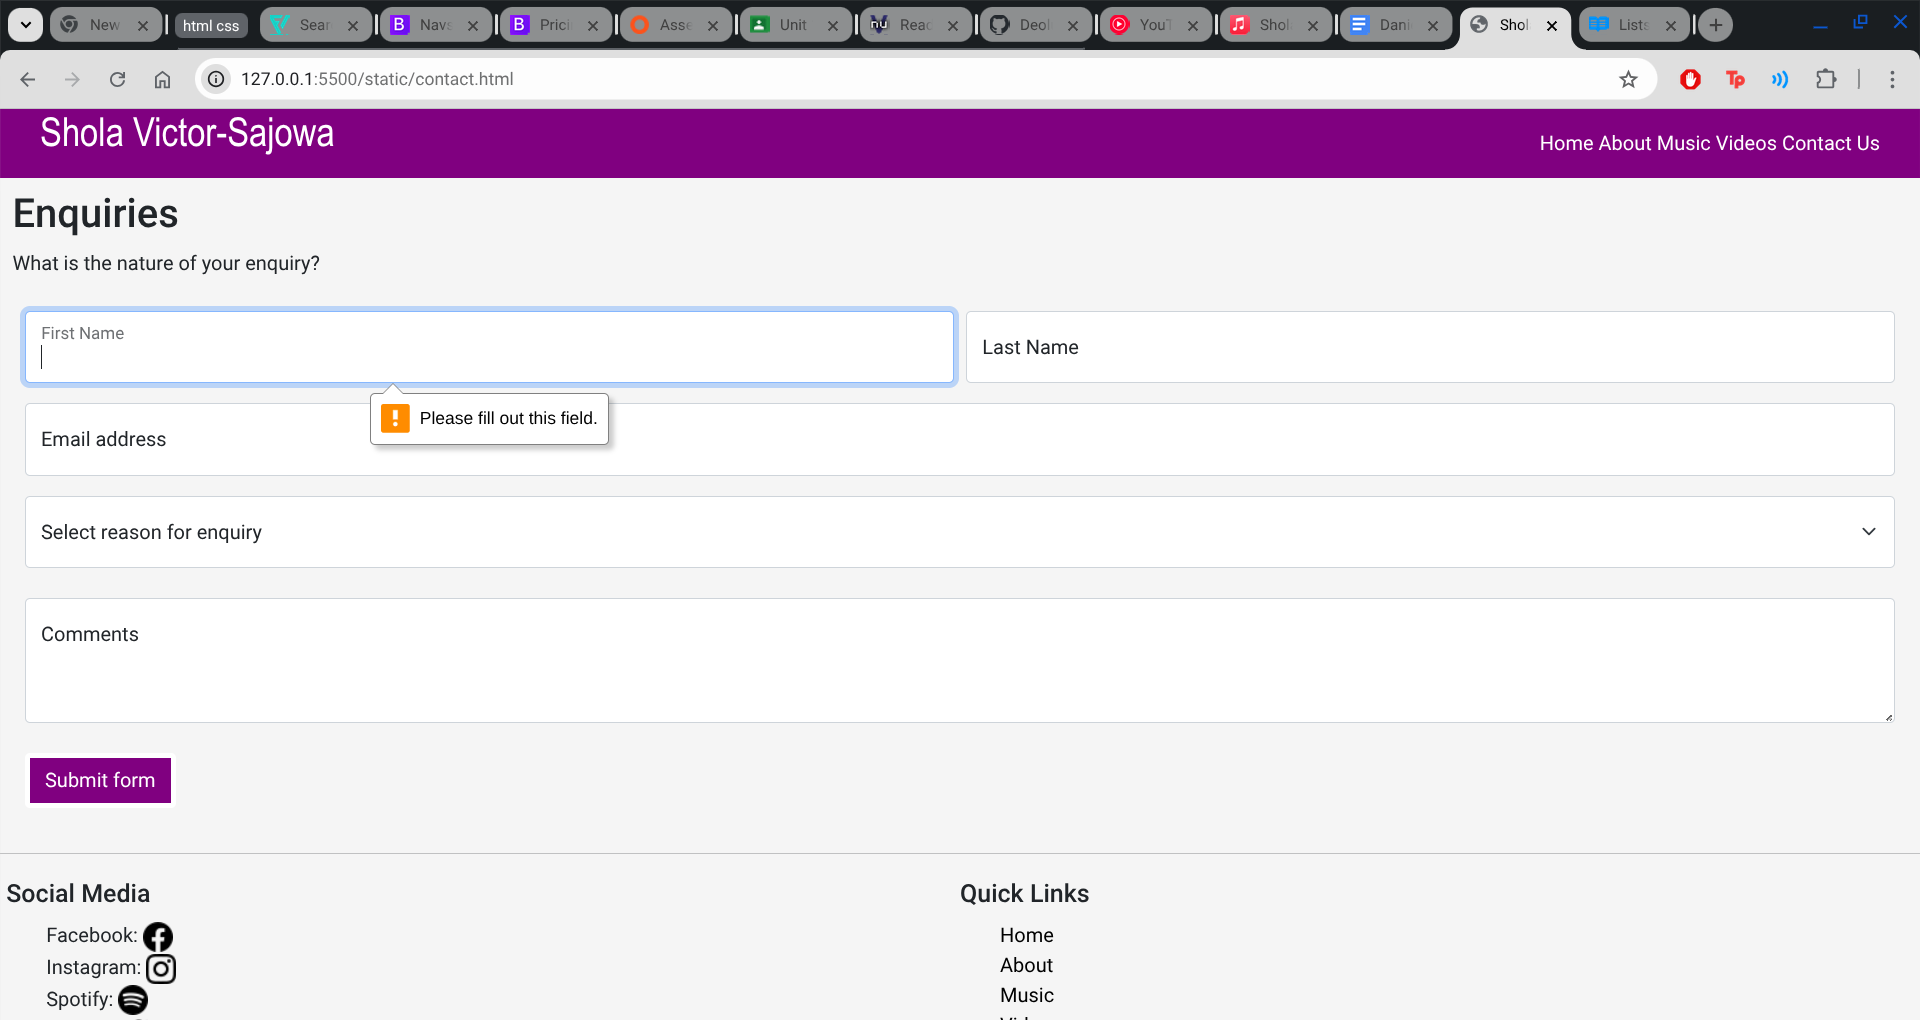 New
html css
Sear
Navs
Prici
Asse
Unit
Reac
Deol
YouT
Shol
Dani
Shol
Lists
127.0.0.1:5500/static/contact.html
Shola Victor-Sajowa
Home About Music Videos Contact Us
Enquiries
What is the nature of your enquiry?
First Name
Last Name
Please fill out this field.
Email address
Select reason for enquiry
Comments
Submit form
Social Media
Quick Links
Facebook:
Home
Instagram:
About
Spotify:
Music